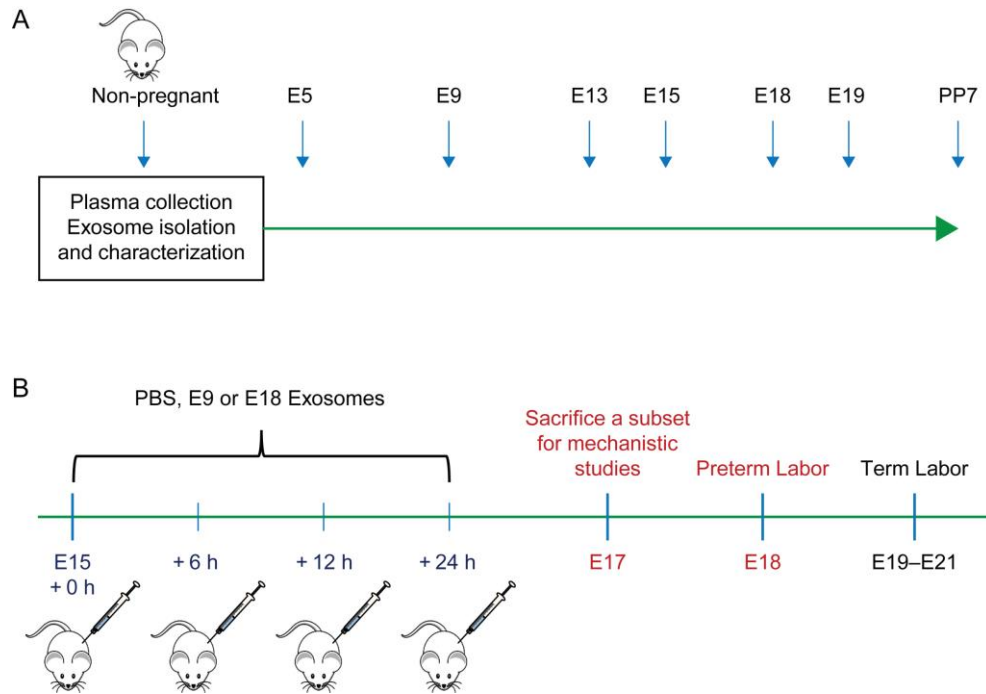 A
Non-pregnant
E5
E9
E13
E15
E18
E19
PP7
Plasma collection
Exosome isolation
and characterization
B
PBS, E9 or E18 Exosomes
Sacrifice a subset
for mechanistic
studies
Preterm Labor
Term Labor
E15
+ 0 h
+ 6 h
+ 12 h
+ 24 h
E17
E18
E19–E21